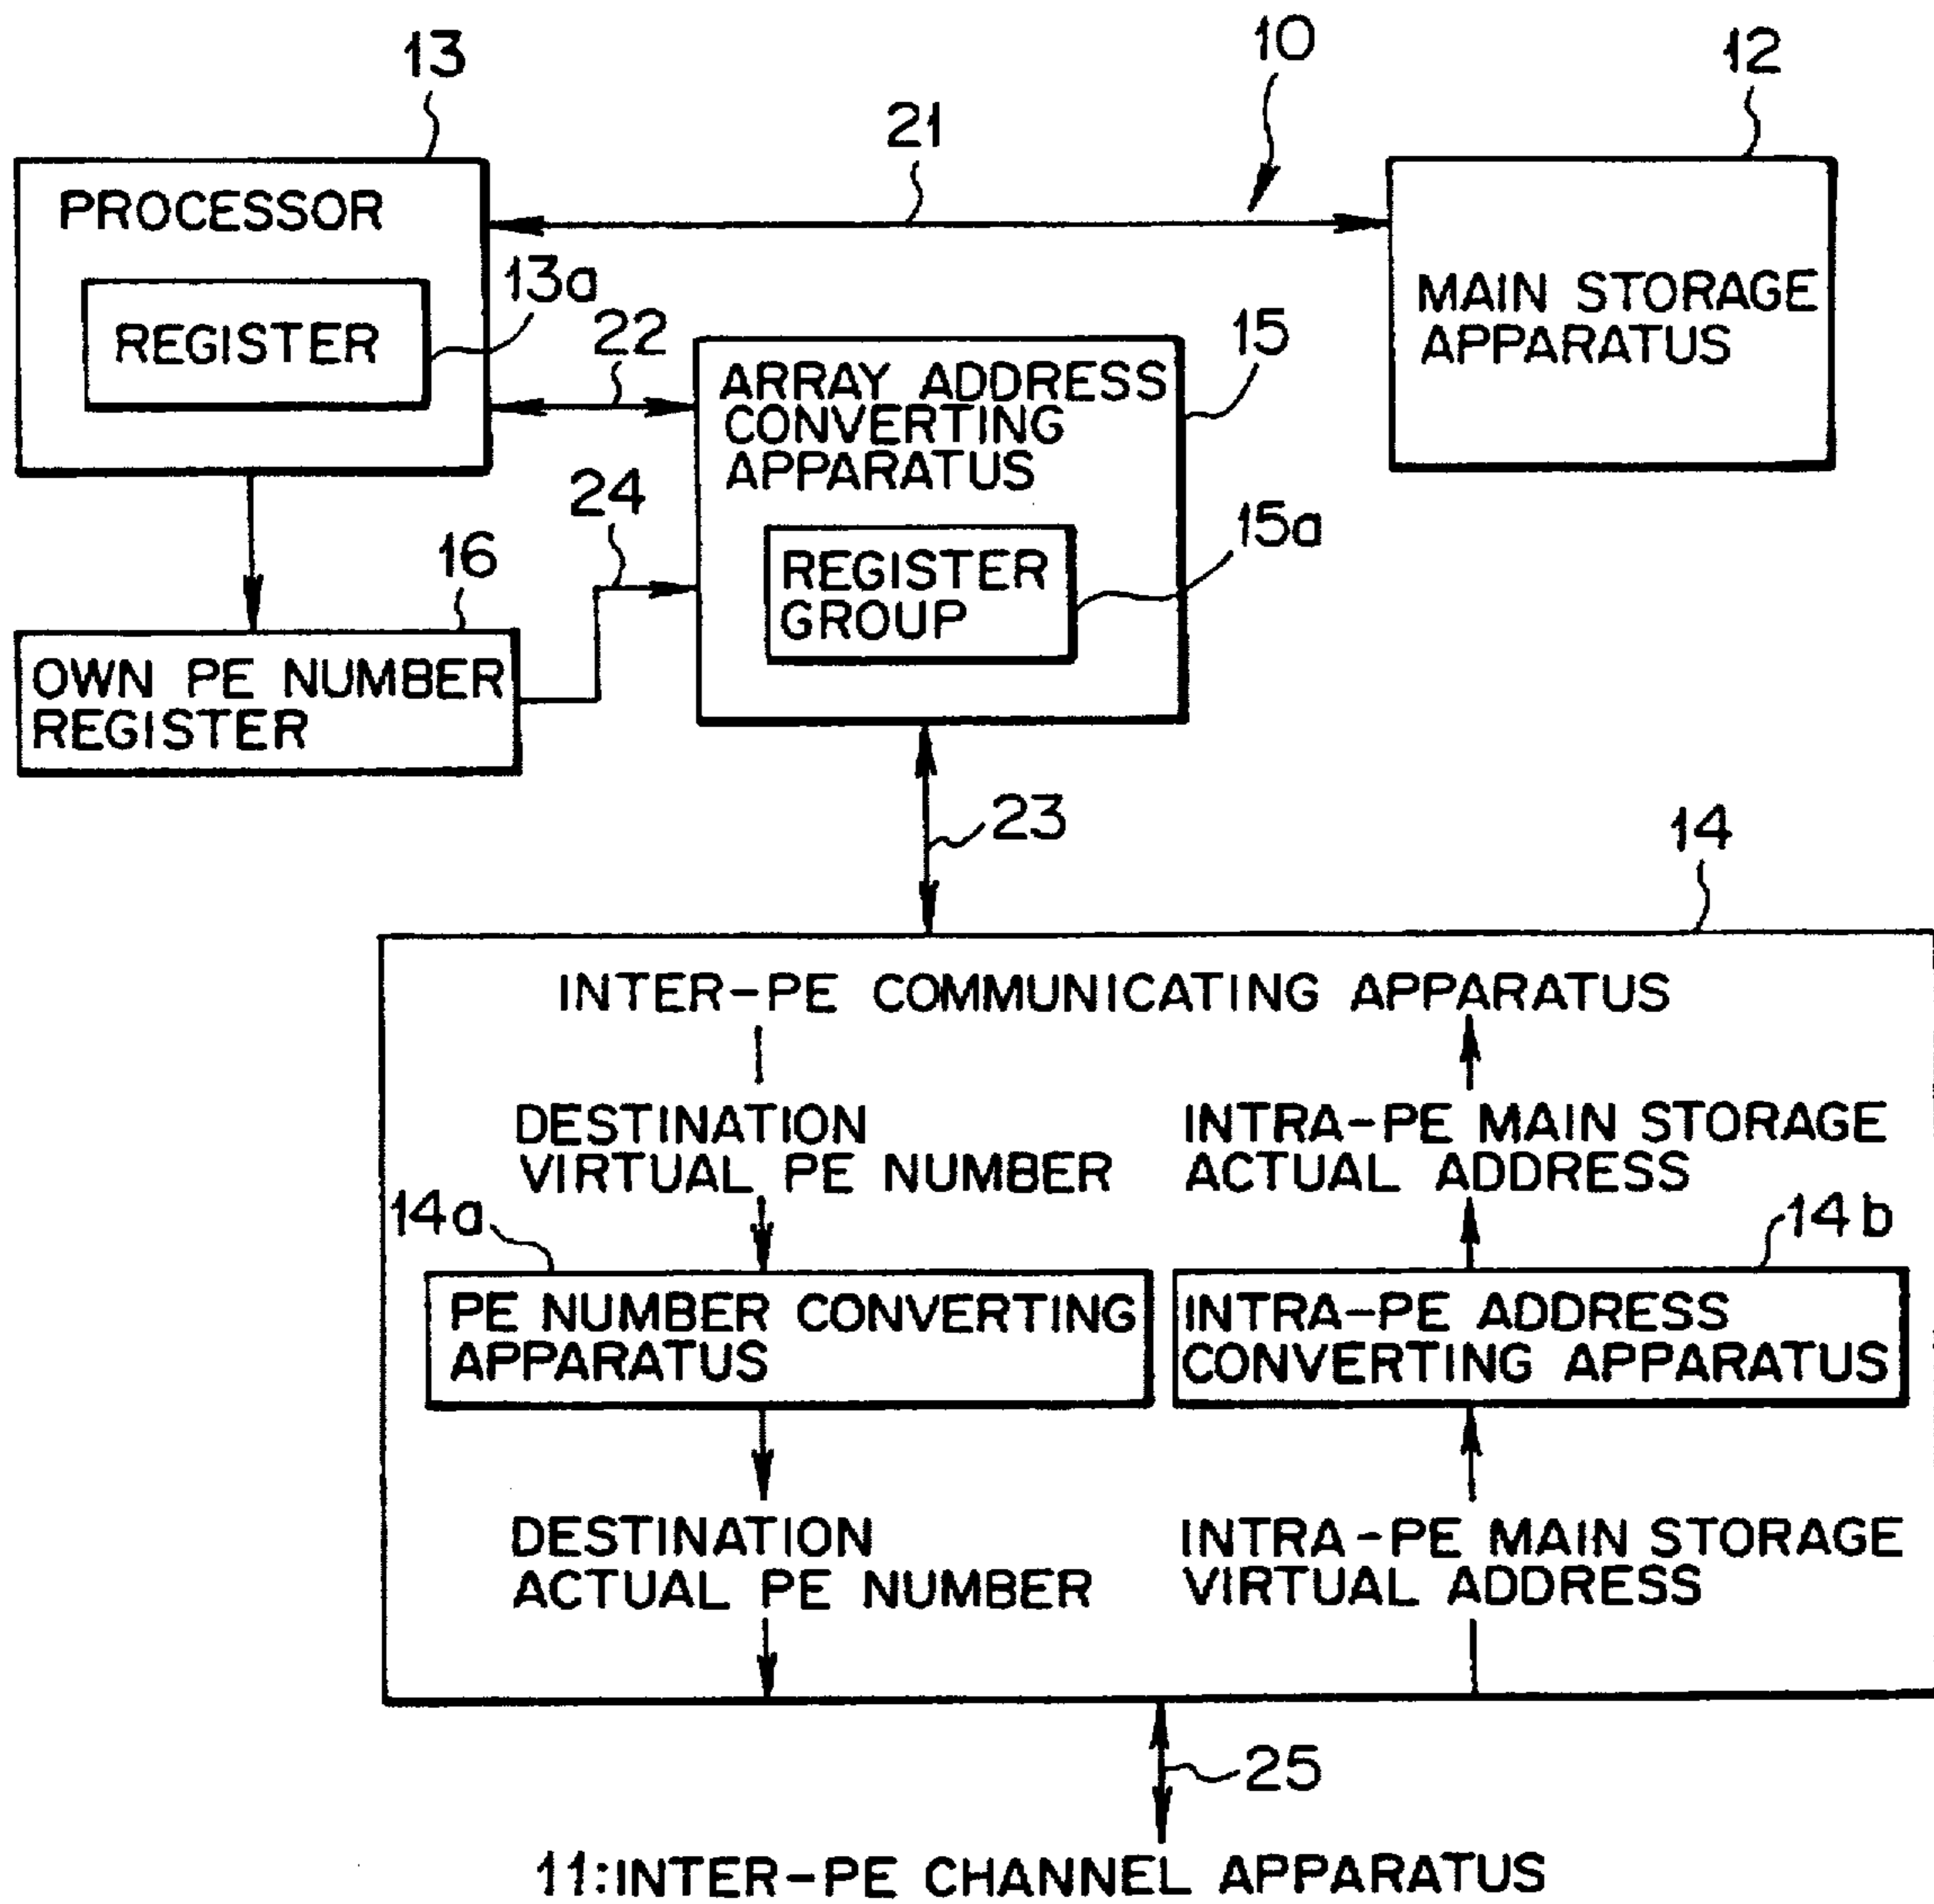 13
10
12
21
PROCESSOR
13a
REGISTER
22
15
MAIN STORAGE
APPARATUS
ARRAY ADDRESS
CONVERTING
APPARATUS
24
15a
16
REGISTER
GROUP
OWN PE NUMBER
REGISTER
23
14
INTER-PE COMMUNICATING APPARATUS
DESTINATION
VIRTUAL PE NUMBER
INTRA-PE MAIN STORAGE
ACTUAL ADDRESS
14a
14b
PE NUMBER CONVERTING
APPARATUS
INTRA-PE ADDRESS
CONVERTING APPARATUS
DESTINATION
ACTUAL PE NUMBER
INTRA-PE MAIN STORAGE
VIRTUAL ADDRESS
25
11:INTER-PE CHANNEL APPARATUS